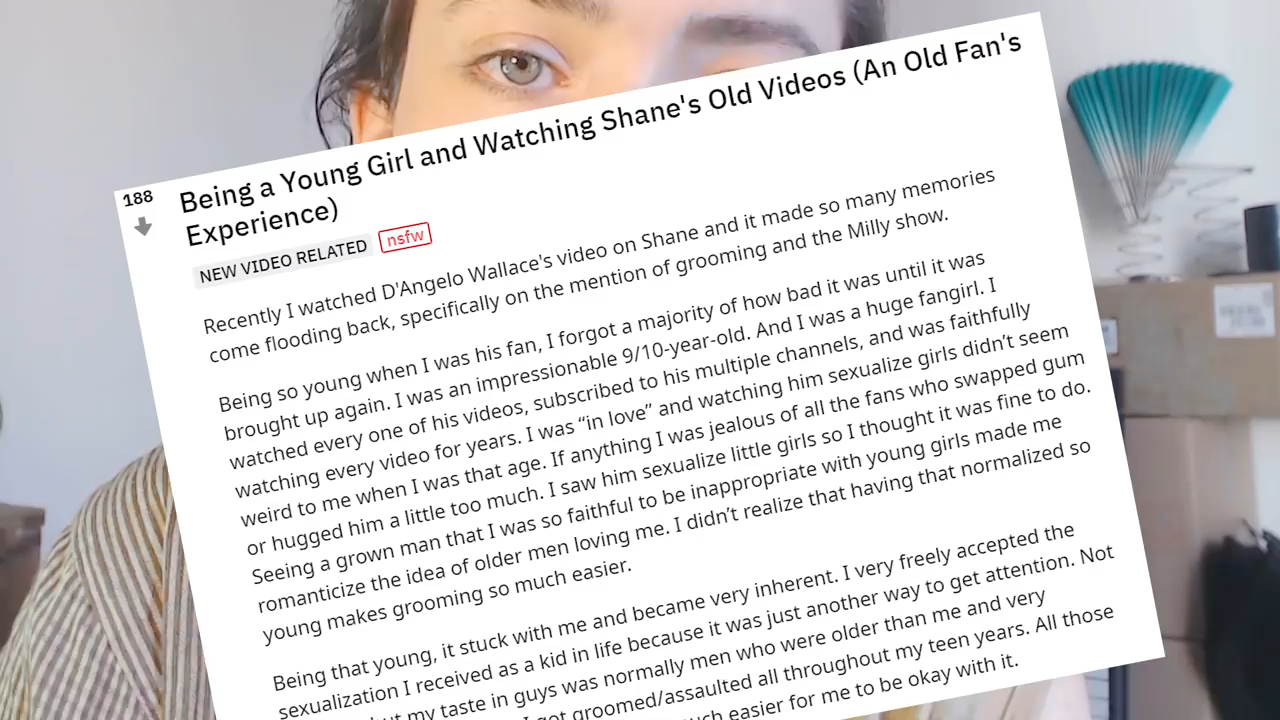 188
Being a Young Girl and Watching Shane's Old Videos (An Old Fan's
Experience)
NEW VIDEO RELATED nsfw
Recently I watched D'Angelo Wallace's video on Shane and it made so many memories
come flooding back, specifically on the mention of grooming and the Milly show.
Being so young when I was his fan, I forgot a majority of how bad it was until it was
brought up again. I was an impressionable 9/10-year-old. And I was a huge fangirl. I
watched every one of his videos, subscribed to his multiple channels, and was faithfully
watching every video for years. I was “in love” and watching him sexualize girls didn’t seem
weird to me when I was that age. If anything I was jealous of all the fans who swapped gum
or hugged him a little too much. I saw him sexualize little girls so I thought it was fine to do.
Seeing a grown man that I was so faithful to be inappropriate with young girls made me
romanticize the idea of older men loving me. I didn’t realize that having that normalized so
young makes grooming so much easier.
Being that young, it stuck with me and became very inherent. I very freely accepted the
sexualization I received as a kid in life because it was just another way to get attention. Not
but my taste in guys was normally men who were older than me and very
I got groomed/assaulted all throughout my teen years. All those
much easier for me to be okay with it.